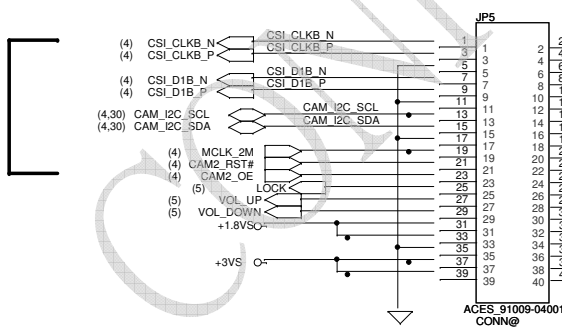 JP5
(4) CSI_CLKB_N CSI_CLKB_N 1 1 2
(4) CSI_CLKB_P CSI_CLKB_P 3 3 4
5 5 6
(4) CSI_D1B_N CSI_D1B_N 7 7 8
(4) CSI_D1B_P CSI_D1B_P 9 9 10
11 11 12
(4,30) CAM_I2C_SCL CAM_I2C_SCL 13 13 14
(4,30) CAM_I2C_SDA CAM_I2C_SDA 15 15 16
17 17 18
(4) MCLK_2M 19 19 20
(4) CAM2_RST# 21 21 22
(4) CAM2_OE 23 23 24
(5) LOCK 25 25 26
(5) VOL_UP 27 27 28
(5) VOL_DOWN 29 29 30
+1.8VS 31 31 32
33 33 34
35 35 36
+3VS 37 37 38
39 39 40
ACES_91009-04001
CONN@
COM